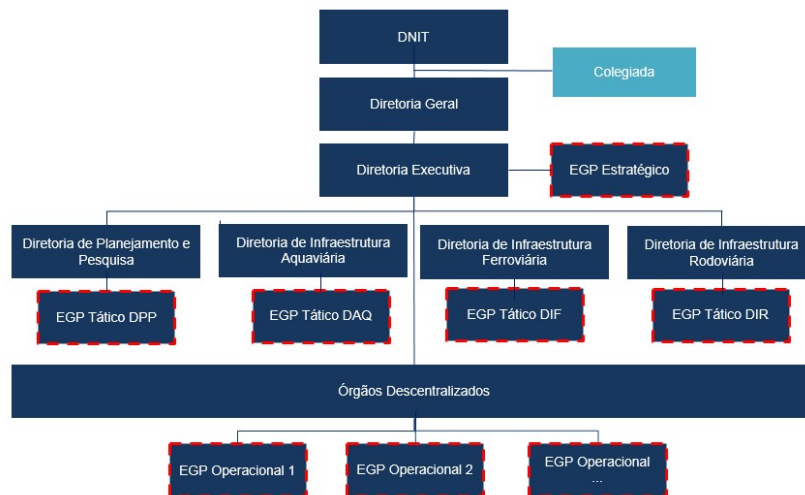 DNIT
Colegiada
Diretoria Geral
Diretoria Executiva
EGP Estratégico
Diretoria de Planejamento e
Pesquisa
Diretoria de Infraestrutura
Aquaviária
Diretoria de Infraestrutura
Ferroviária
Diretoria de Infraestrutura
Rodoviária
EGP Tático DPP
EGP Tático DAQ
EGP Tático DIF
EGP Tático DIR
Órgãos Descentralizados
EGP Operacional 1
EGP Operacional 2
EGP Operacional
...